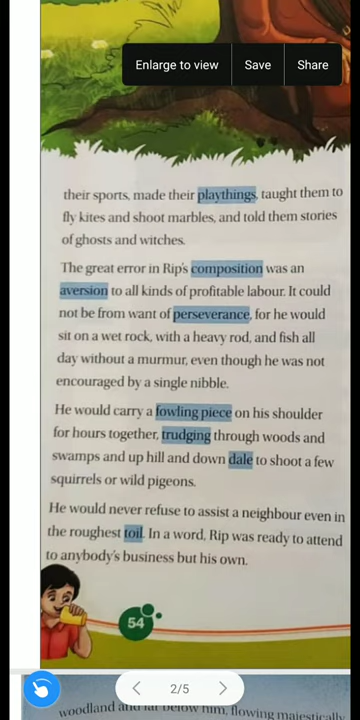 Enlarge to view Save Share
their sports, made their playthings, taught them to
fly kites and shoot marbles, and told them stories
of ghosts and witches.
The great error in Rip's composition was an
aversion to all kinds of profitable labour. It could
not be from want of perseverance, for he would
sit on a wet rock, with a heavy rod, and fish all
day without a murmur, even though he was not
encouraged by a single nibble.
He would carry a fowling piece on his shoulder
for hours together, trudging through woods and
swamps and up hill and down dale to shoot a few
squirrels or wild pigeons.
He would never refuse to assist a neighbour even in
the roughest toil. In a word, Rip was ready to attend
to anybody's business but his own.
54
2/5
woodland and far below him, flowing majestically